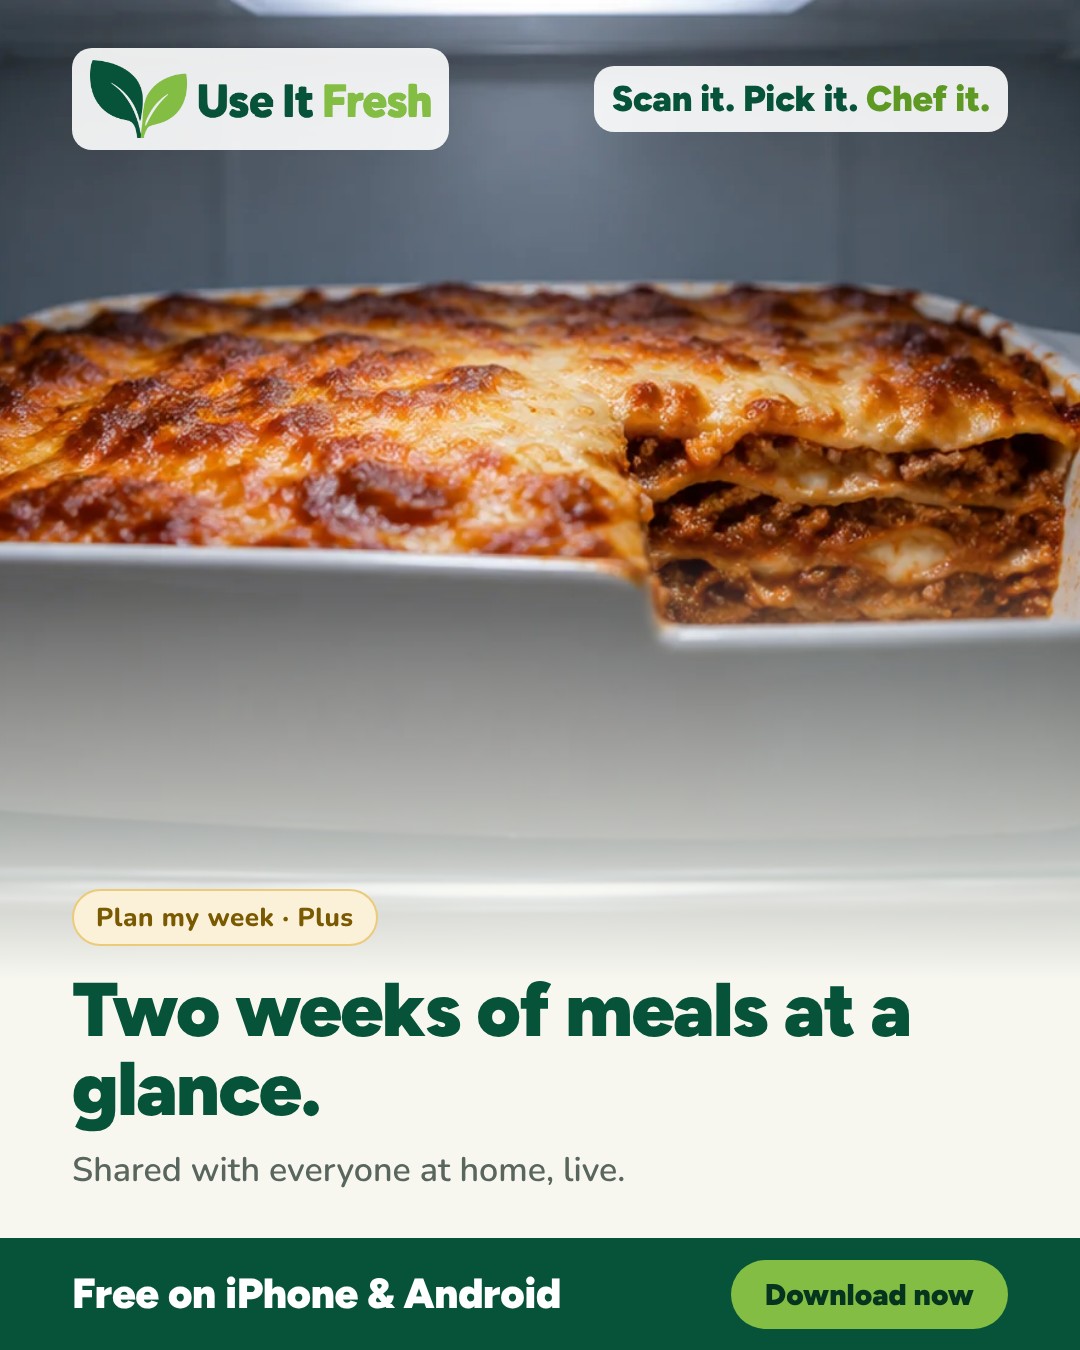 Use It Fresh
Scan it. Pick it. Chef it.
Plan my week · Plus
Two weeks of meals at a
glance.
Shared with everyone at home, live.
Free on iPhone & Android
Download now